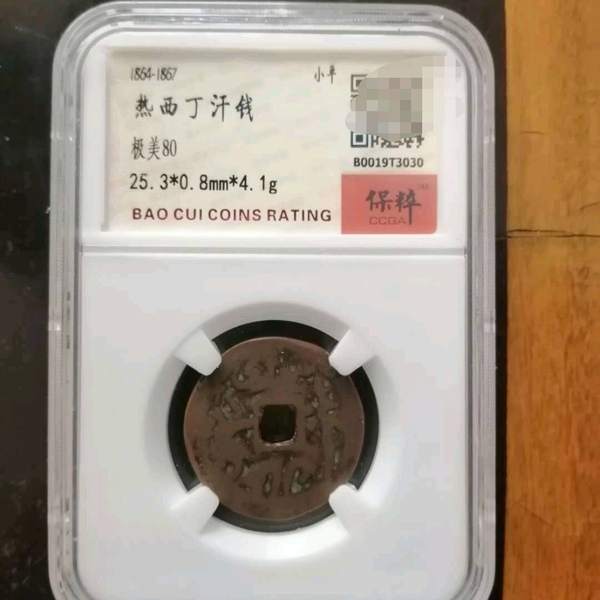 1864-1867 小平
热西丁汗钱
极美80
B0019T3030
25.3*0.8mm*4.1g
保粹
BAO CUI COINS RATING
CCGA